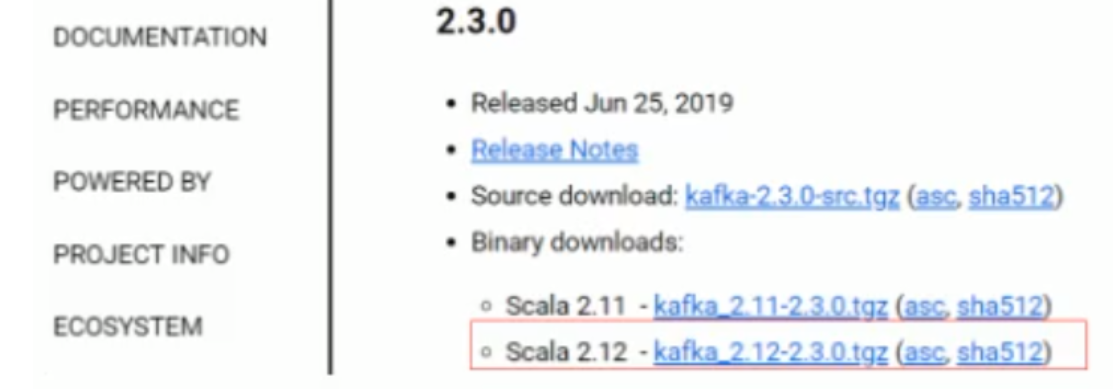 DOCUMENTATION
PERFORMANCE
POWERED BY
PROJECT INFO
ECOSYSTEM
2.3.0
• Released Jun 25, 2019
• Release Notes
• Source download: kafka-2.3.0-src.tgz (asc, sha512)
• Binary downloads:
◦ Scala 2.11 - kafka_2.11-2.3.0.tgz (asc, sha512)
◦ Scala 2.12 - kafka_2.12-2.3.0.tgz (asc, sha512)